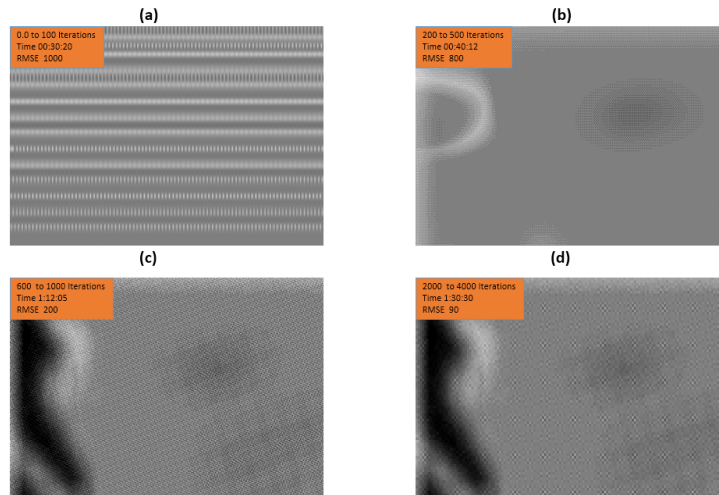 (a)
0.0 to 100 Iterations
Time 00:30:20
RMSE 1000
(b)
200 to 500 Iterations
Time 00:40:12
RMSE 800
(c)
600 to 1000 Iterations
Time 1:12:05
RMSE 200
(d)
2000 to 4000 Iterations
Time 1:30:30
RMSE 90